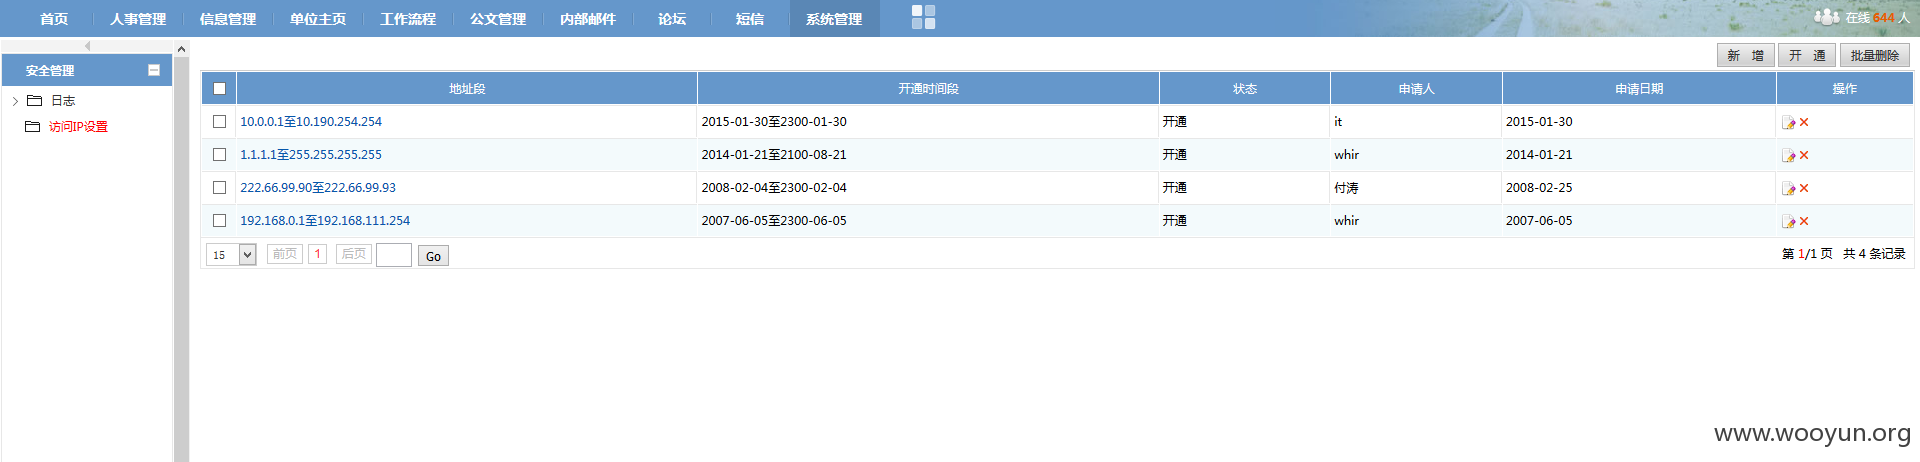 首页 人事管理 信息管理 单位主页 工作流程 公文管理 内部邮件 论坛 短信 系统管理 在线 644 人
安全管理
日志
访问IP设置
新 增 开 通 批量删除
地址段 开通时间段 状态 申请人 申请日期 操作
10.0.0.1至10.190.254.254 2015-01-30至2300-01-30 开通 it 2015-01-30
1.1.1.1至255.255.255.255 2014-01-21至2100-08-21 开通 whir 2014-01-21
222.66.99.90至222.66.99.93 2008-02-04至2300-02-04 开通 付涛 2008-02-25
192.168.0.1至192.168.111.254 2007-06-05至2300-06-05 开通 whir 2007-06-05
15 前页 1 后页 Go 第 1/1 页 共 4 条记录
www.wooyun.org